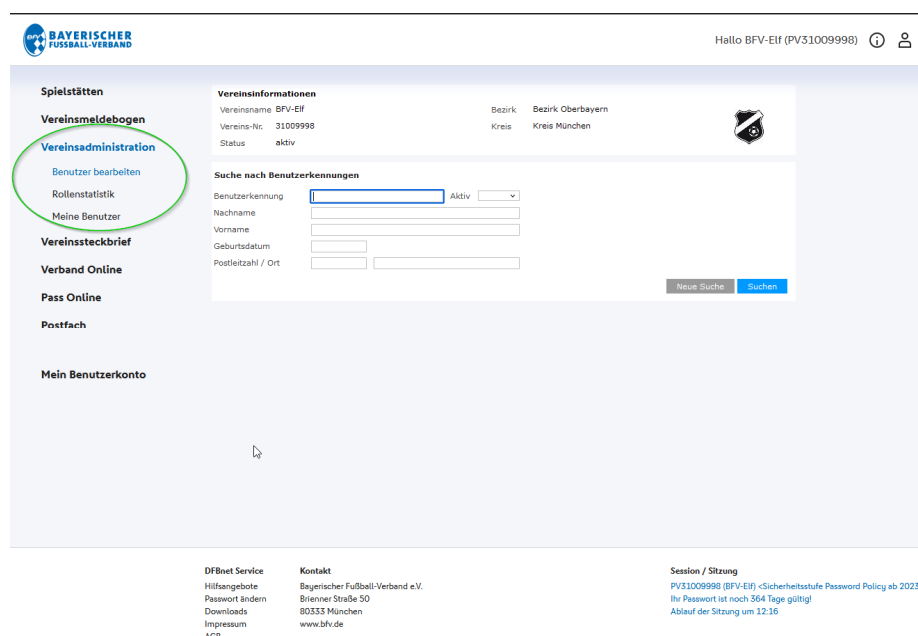 BAYERISCHER
FUSSBALL-VERBAND
Hallo BFV-Elf (PV31009998)
Spielstätten
Vereinsmeldebogen
Vereinsadministration
Benutzer bearbeiten
Rollenstatistik
Meine Benutzer
Vereinssteckbrief
Verband Online
Pass Online
Postfach
Mein Benutzerkonto
Vereinsinformationen
Vereinsname BFV-Elf Bezirk Bezirk Oberbayern
Vereins-Nr. 31009998 Kreis Kreis München
Status aktiv
Suche nach Benutzerkennungen
Benutzerkennung Aktiv
Nachname
Vorname
Geburtsdatum
Postleitzahl / Ort
Neue Suche Suchen
DFBnet Service
Hilfsangebote
Passwort ändern
Downloads
Impressum
AGB
Kontakt
Bayerischer Fußball-Verband e.V.
Brienner Straße 50
80333 München
www.bfv.de
Session / Sitzung
PV31009998 (BFV-Elf) <Sicherheitsstufe Password Policy ab 2023
Ihr Passwort ist noch 364 Tage gültig!
Ablauf der Sitzung um 12:16